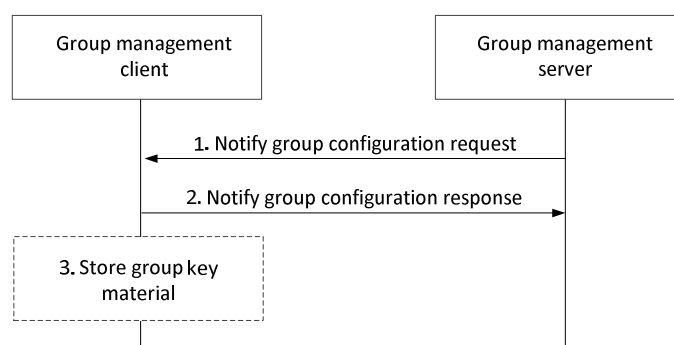 Group management
client
Group management
server
1. Notify group configuration request
2. Notify group configuration response
3. Store group key
material